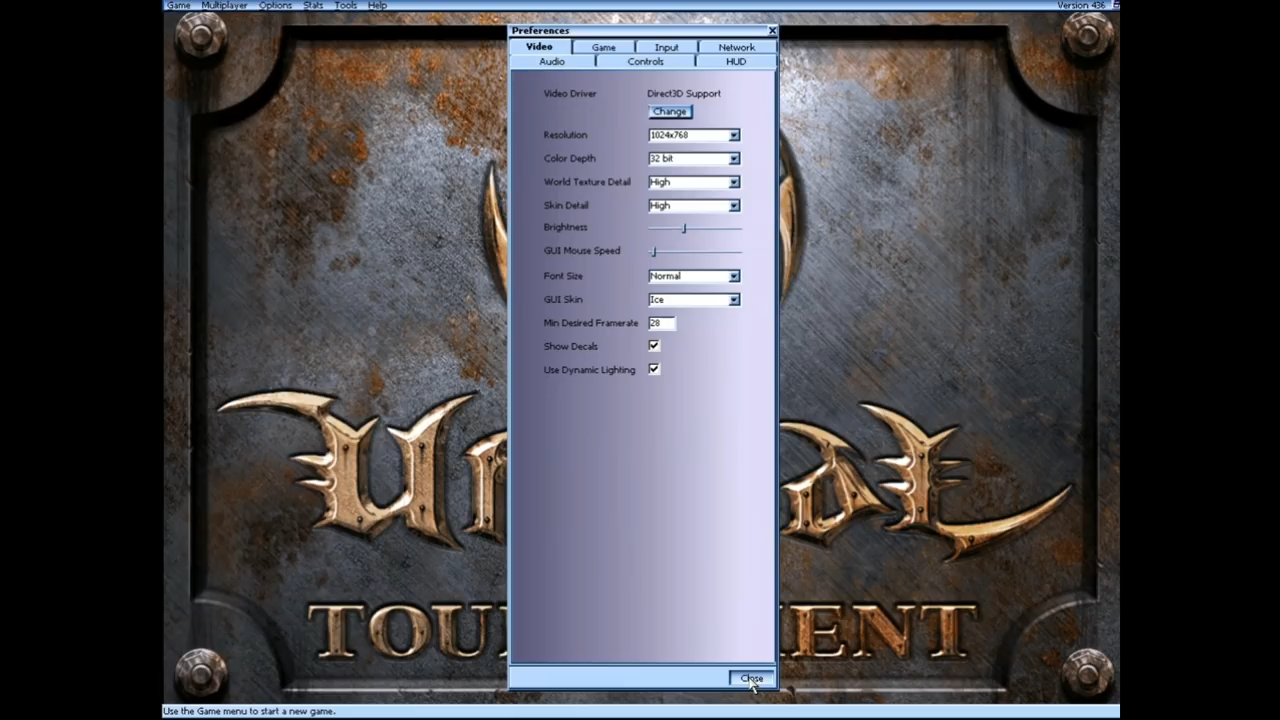 Game Multiplayer Options Stats Tools Help Version 436
Preferences
Video Game Input Network
Audio Controls HUD
Video Driver Direct3D Support
Change
Resolution 1024x768
Color Depth 32 bit
World Texture Detail High
Skin Detail High
Brightness
GUI Mouse Speed
Font Size Normal
GUI Skin Ice
Min Desired Framerate 28
Show Decals
Use Dynamic Lighting
Close
Use the Game menu to start a new game.